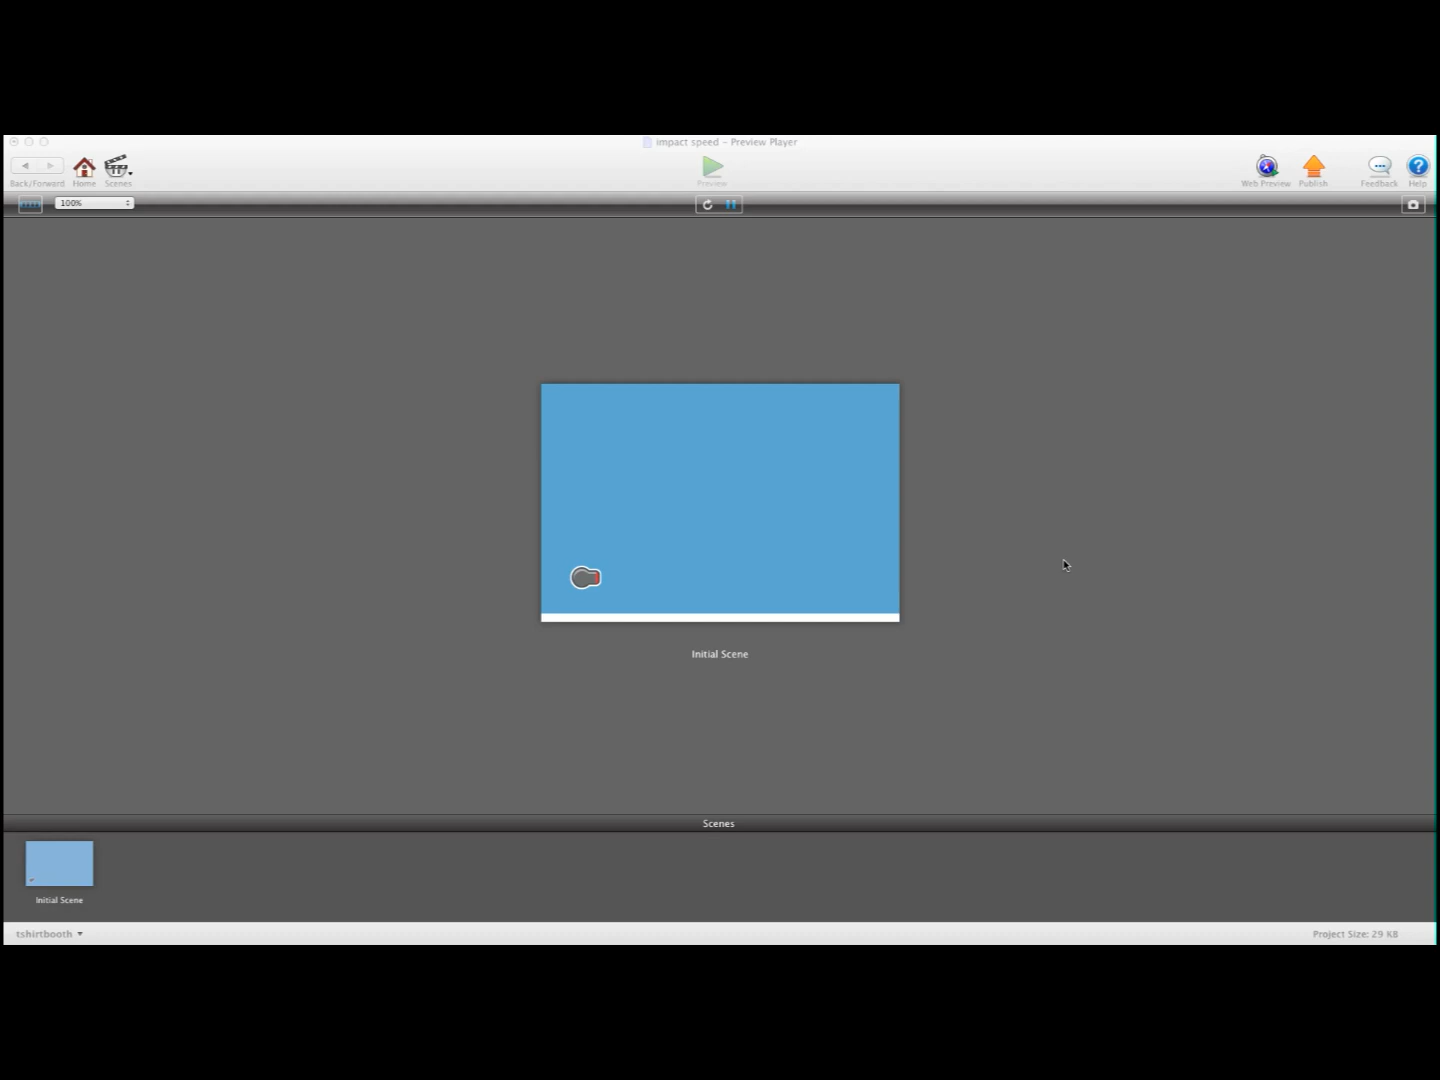 impact speed – Preview Player
Back/Forward Home Scenes Preview Web Preview Publish Feedback Help
100%
Initial Scene
Scenes
Initial Scene
tshirtbooth Project Size: 29 KB